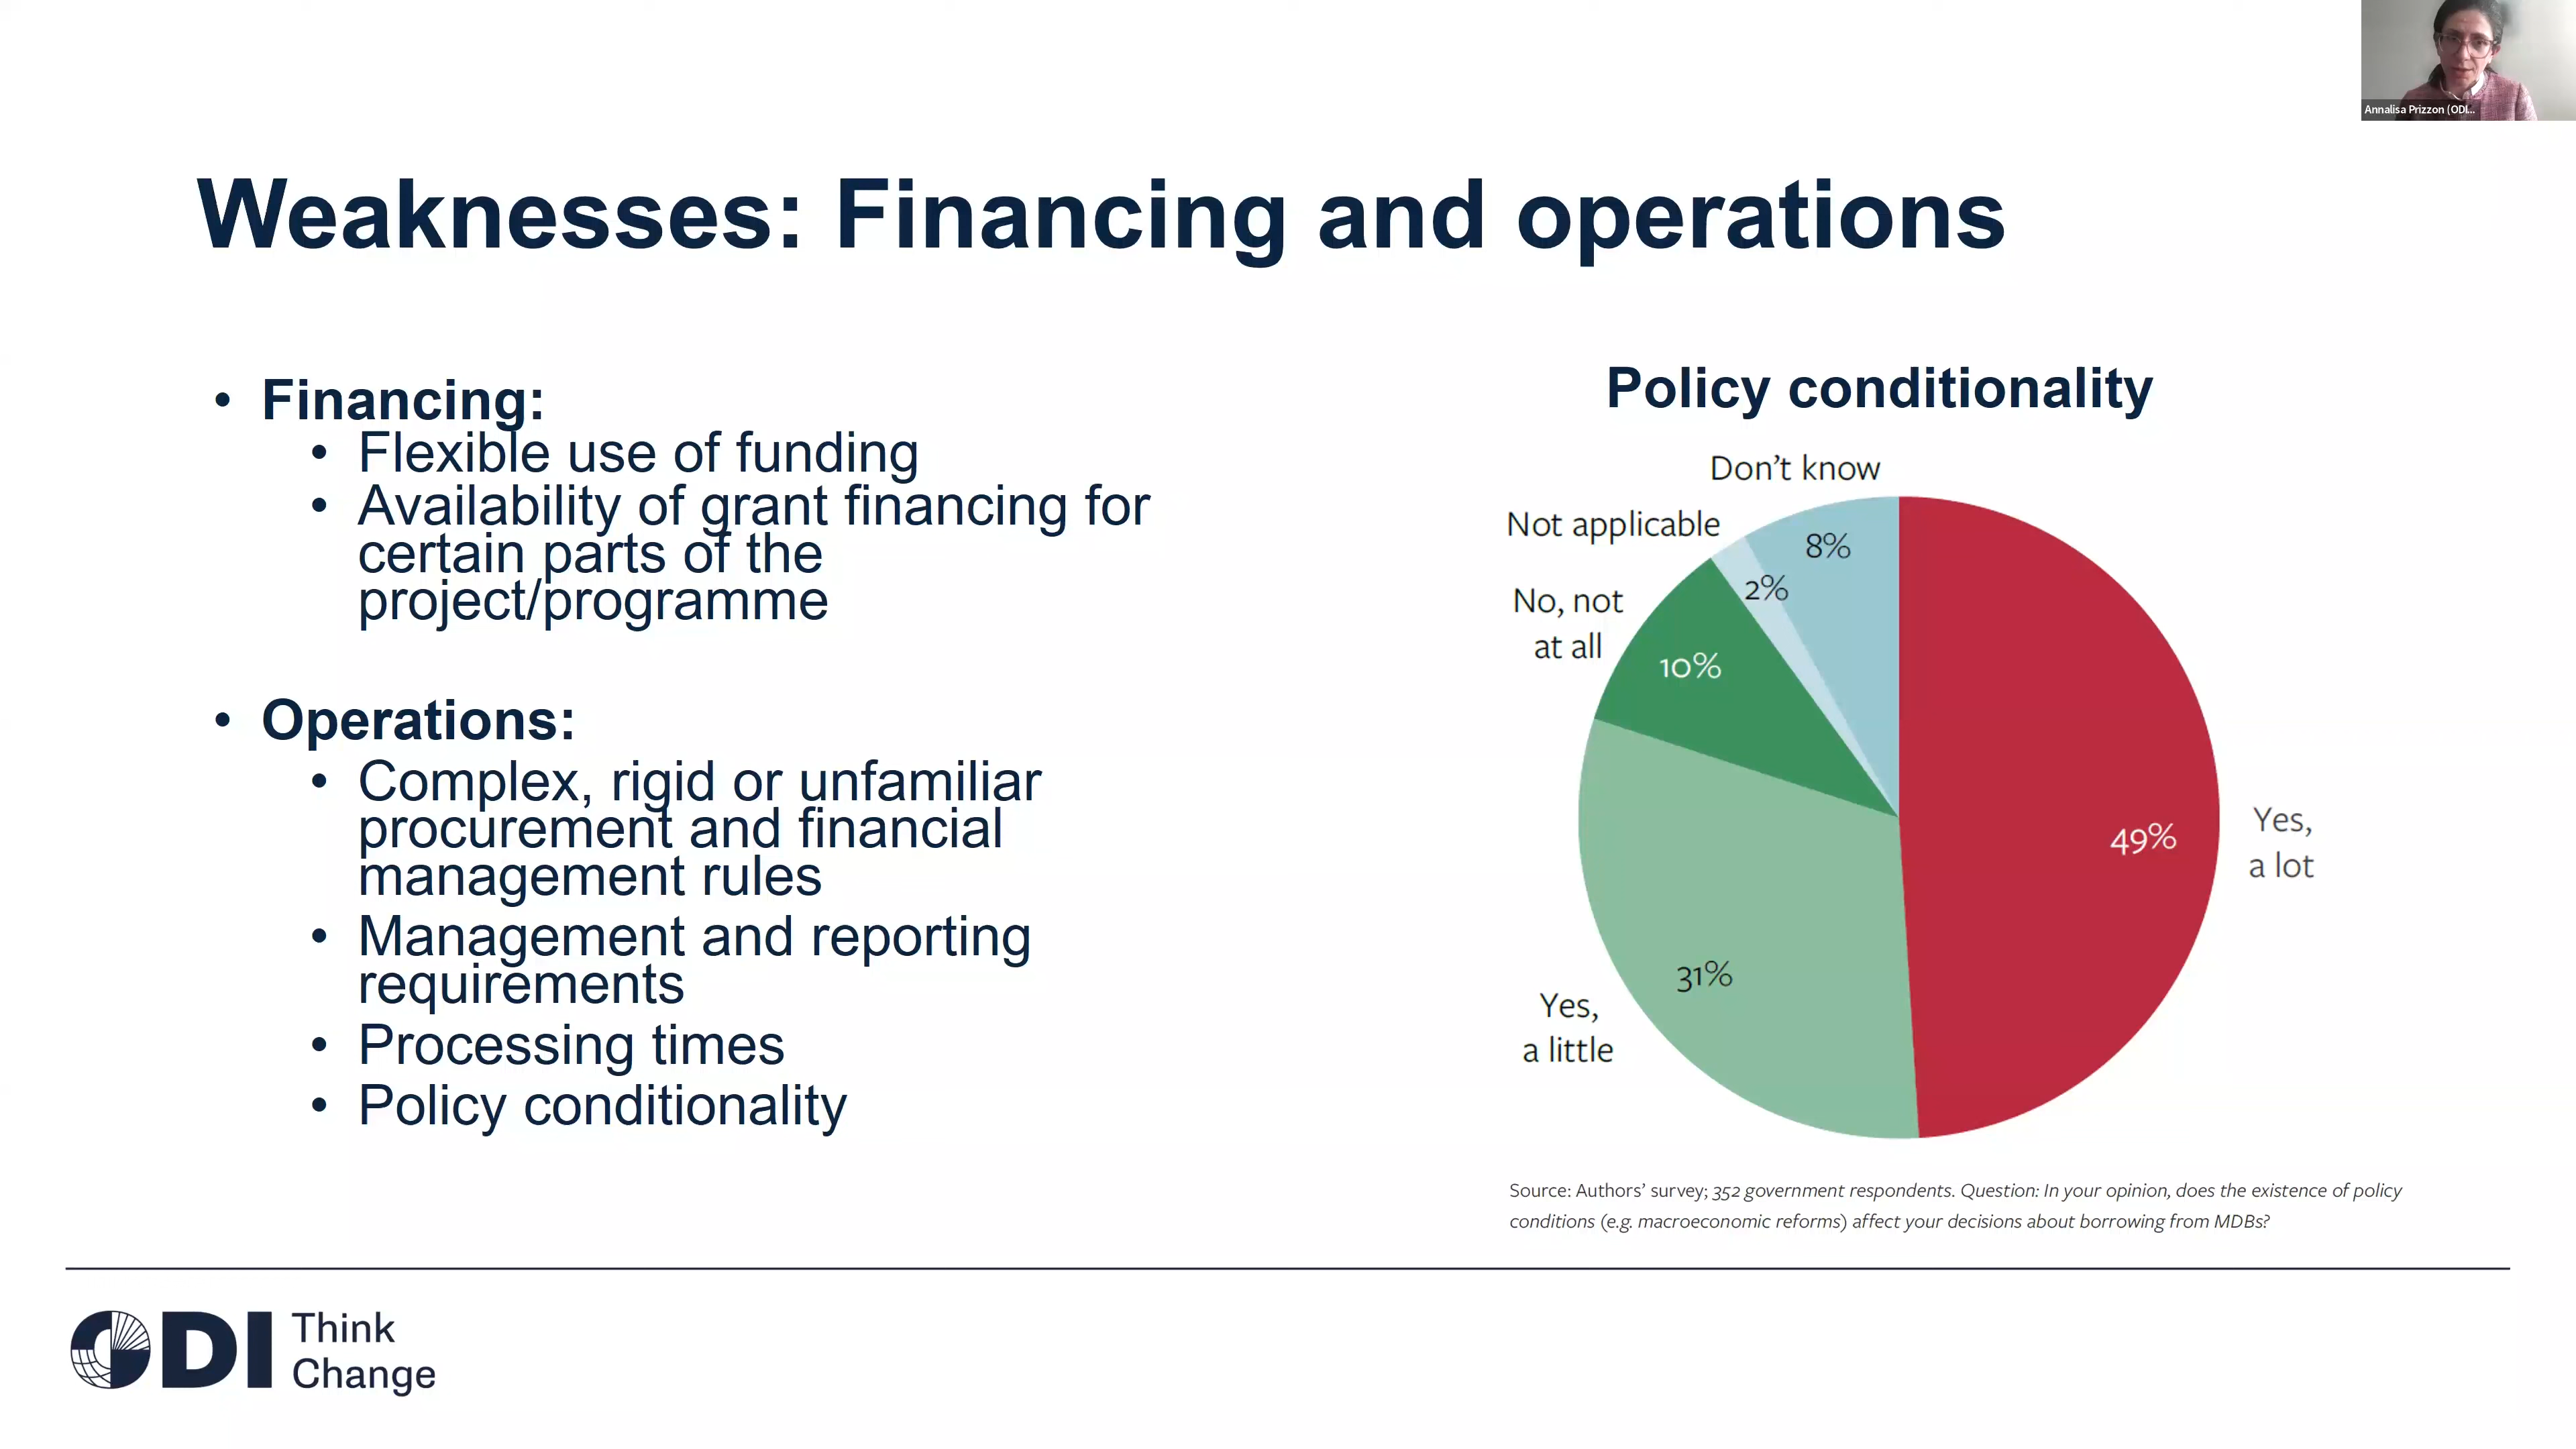 Annalisa Prizzon (ODI...
Weaknesses: Financing and operations
• Financing:
• Flexible use of funding
• Availability of grant financing for
certain parts of the
project/programme
• Operations:
• Complex, rigid or unfamiliar
procurement and financial
management rules
• Management and reporting
requirements
• Processing times
• Policy conditionality
Policy conditionality
Don't know
Not applicable
8%
2%
No, not
at all
10%
49%
Yes,
a lot
31%
Yes,
a little
Source: Authors' survey; 352 government respondents. Question: In your opinion, does the existence of policy
conditions (e.g. macroeconomic reforms) affect your decisions about borrowing from MDBs?
ODI
Think
Change